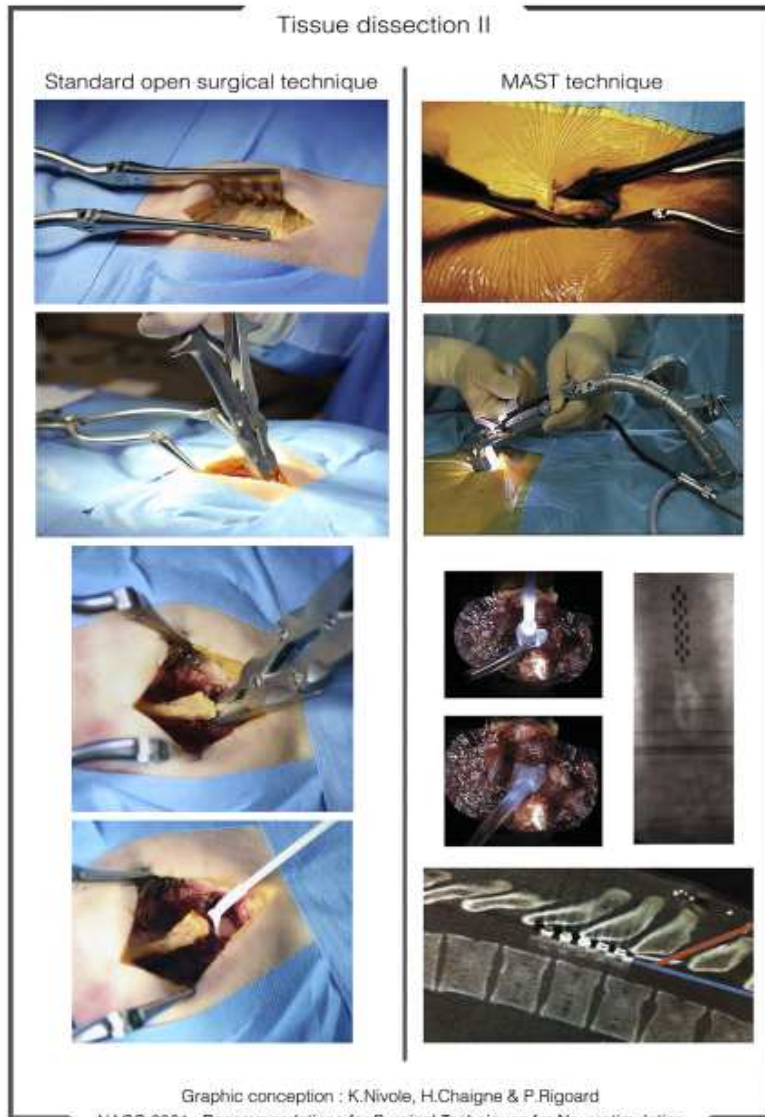 Tissue dissection II
Standard open surgical technique
MAST technique
Graphic conception : K.Nivole, H.Chaigne & P.Rigoard